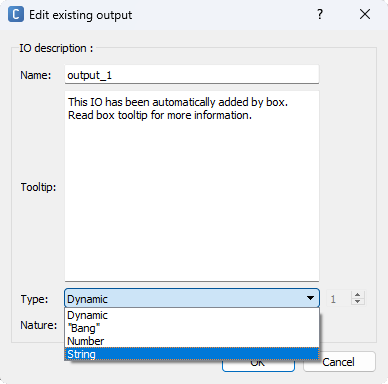 C Edit existing output ? ×
IO description :
Name: output_1
This IO has been automatically added by box.
Read box tooltip for more information.
Tooltip:
Type: Dynamic 1
Dynamic
"Bang"
Nature:
Number
String
OK Cancel